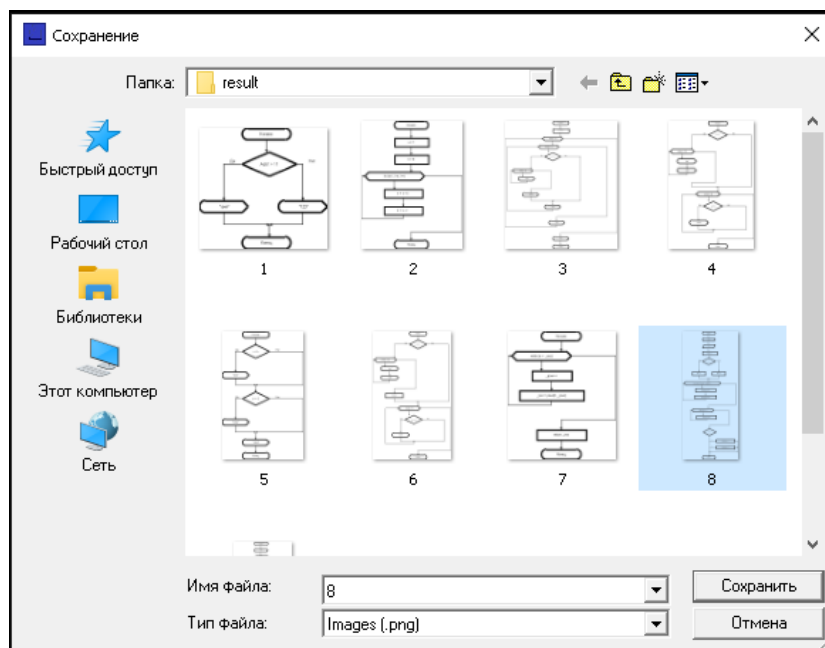 Сохранение
Папка: result
Быстрый доступ
Рабочий стол
Библиотеки
Этот компьютер
Сеть
1 2 3 4
5 6 7 8
Имя файла: 8 Сохранить
Тип файла: Images (.png) Отмена